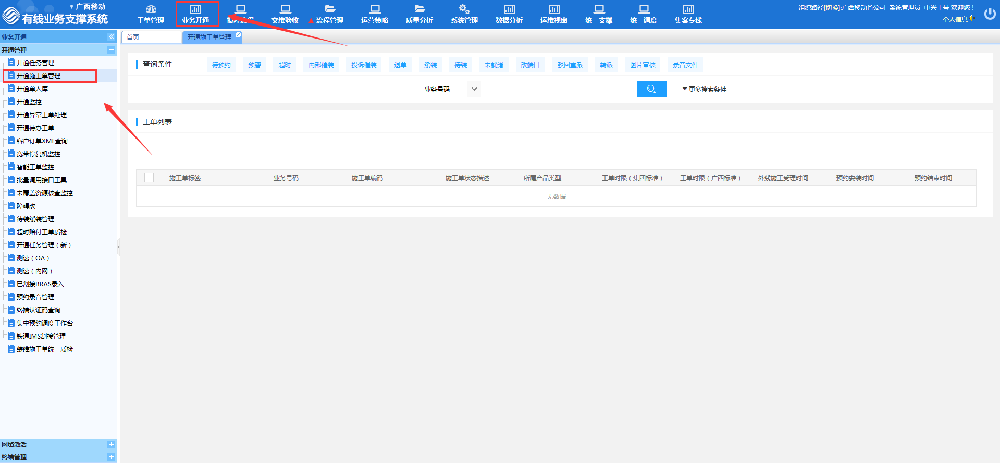 广西移动
有线业务支撑系统
工单管理
业务开通
交维验收
流程管理
运营策略
质量分析
系统管理
数据分析
运维视窗
统一支撑
统一调度
集客专线
组织路径[切换]:广西移动省公司 系统管理员 中兴工号 欢迎您！
个人信息
业务开通
首页
开通施工单管理
开通管理
开通任务管理
开通施工单管理
开通单入库
开通监控
开通异常工单处理
开通待办工单
客户订单XML查询
宽带停复机监控
智能工单监控
批量调用接口工具
未覆盖资源核查监控
障碍改
待装缓装管理
超时赔付工单质检
开通任务管理（新）
测速（OA）
测速（内网）
已割接BRAS录入
预约录音管理
终端认证码查询
集中预约调度工作台
铁通IMS割接管理
装维施工单统一质检
网络激活
终端管理
查询条件
待预约
预警
超时
内部催装
投诉催装
退单
缓装
待装
未就绪
改端口
驳回重派
转派
图片审核
录音文件
业务号码
更多搜索条件
工单列表
施工单标签
业务号码
施工单编码
施工单状态描述
所属产品类型
工单时限（集团标准）
工单时限（广西标准）
外线施工受理时间
预约安装时间
预约结束时间
无数据